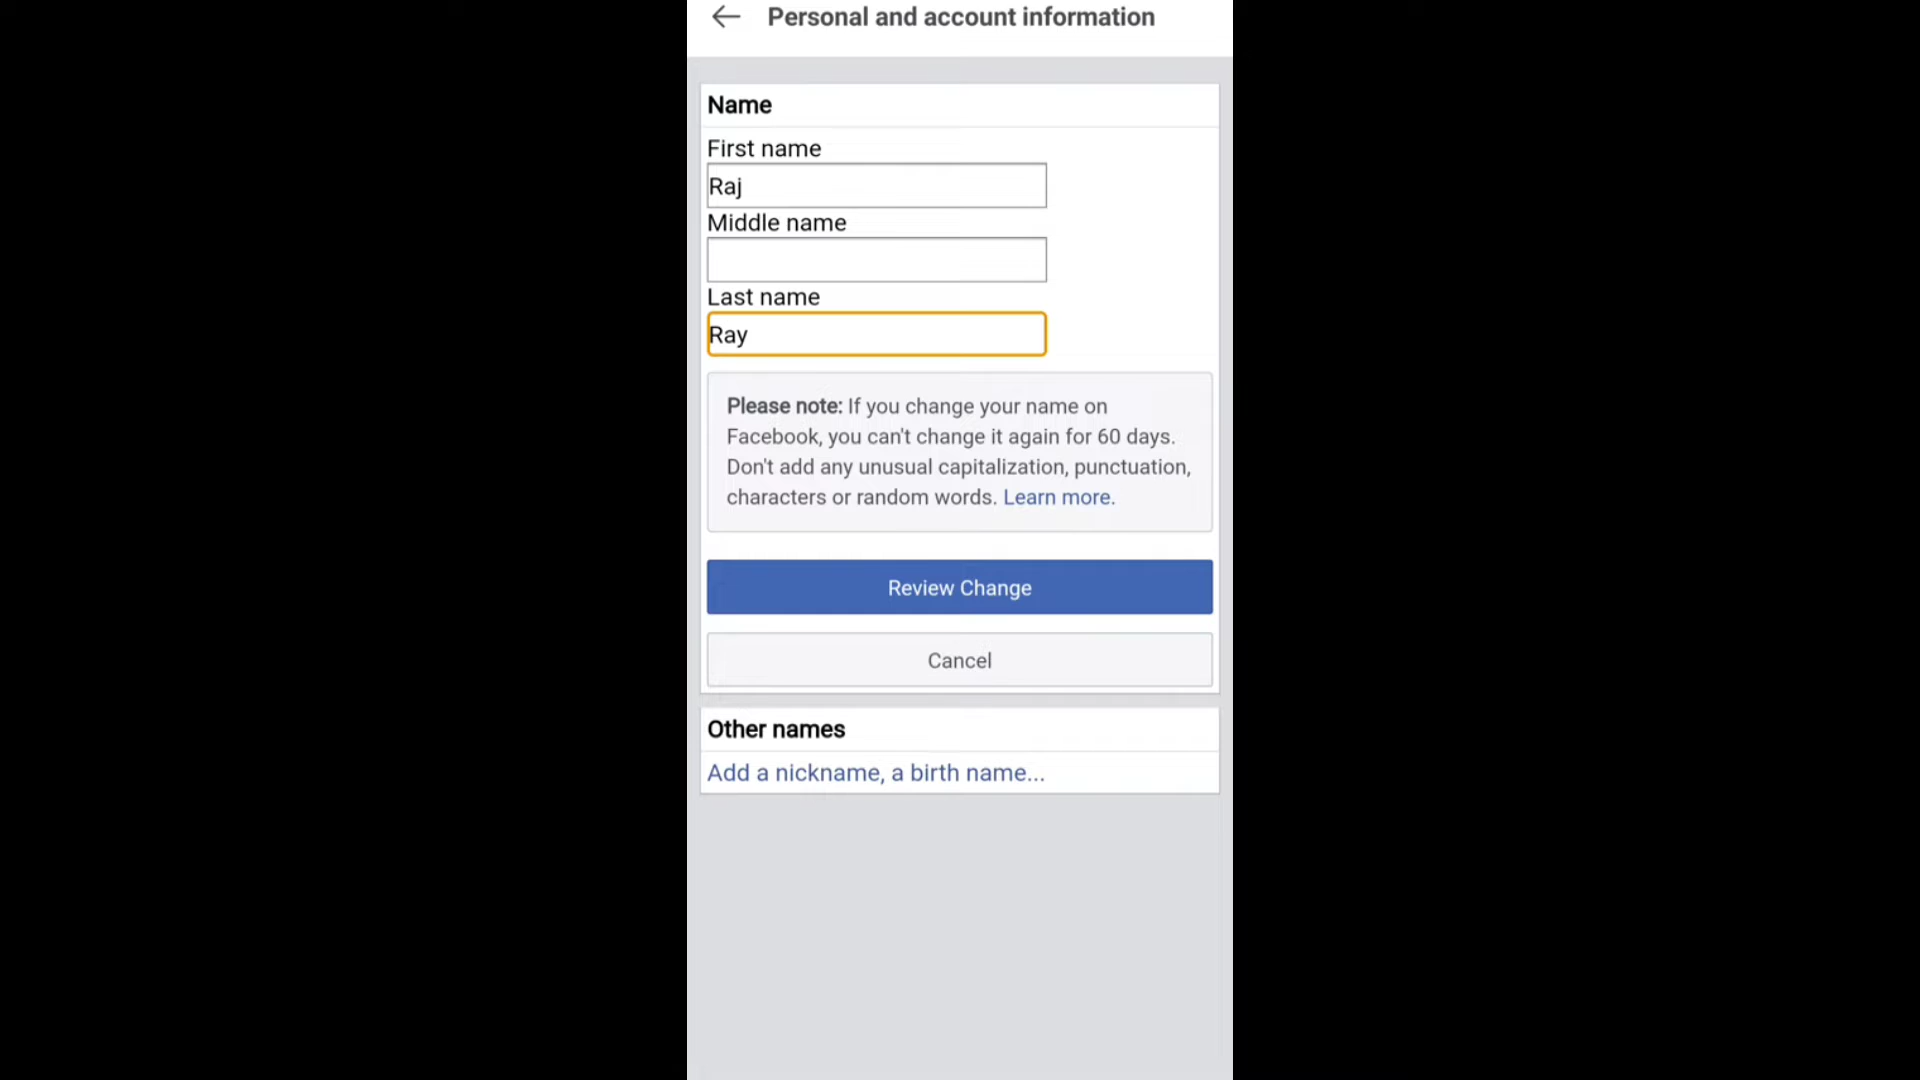 Personal and account information
Name
First name
Raj
Middle name
Last name
Ray
Please note: If you change your name on
Facebook, you can't change it again for 60 days.
Don't add any unusual capitalization, punctuation,
characters or random words. Learn more.
Review Change
Cancel
Other names
Add a nickname, a birth name...